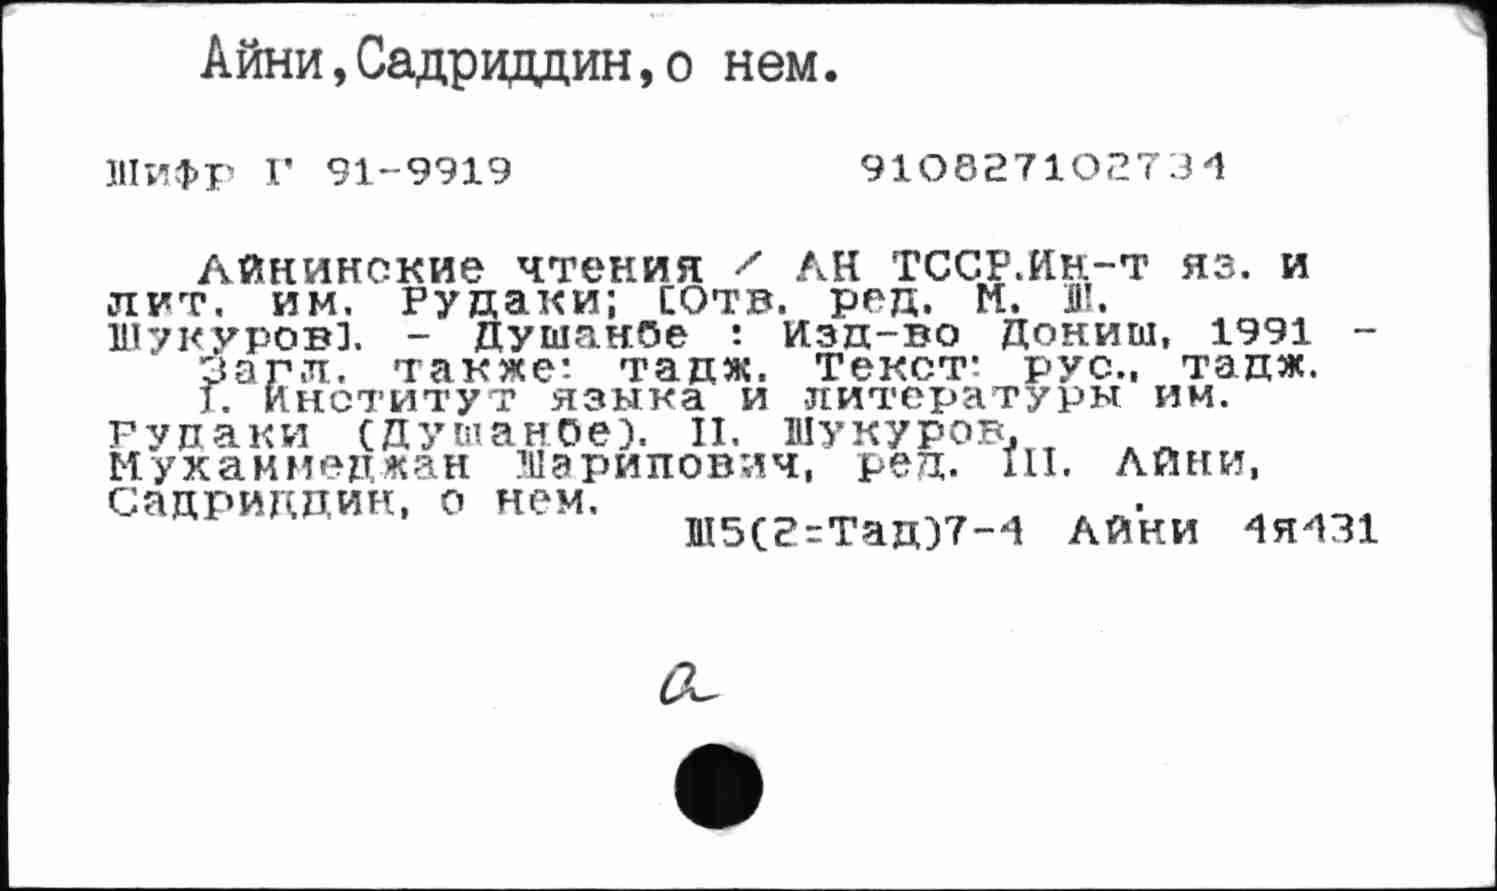 Айни,Садриддин,о нем.
Шифр Г 91-9919 910827102734
Айнинские чтения / АН ТССР.Ин-т яз. и
лит. им. Рудаки; [Отв. ред. М. Ш.
Шукуров]. - Душанбе : Изд-во Дониш, 1991 -
Загл. также: тадж. Текст: рус., тадж.
I. Институт языка и литературы им.
Рудаки (Душанбе). II. Шукуров,
Мухаммеджан Шарипович, ред. III. Айни,
Садриддин, о нем.
Ш5(2=Тад)7-4 Айни 4я431
а